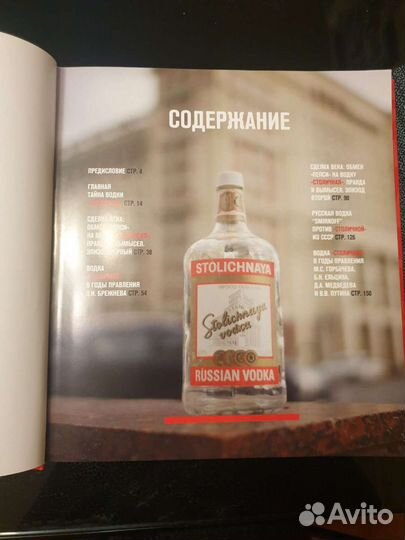 СОДЕРЖАНИЕ
ПРЕДИСЛОВИЕ СТР. 4
ГЛАВНАЯ
ТАЙНА ВОДКИ
СТР. 14
СДЕЛКА ВЕКА:
ОБМЕН
НА
ПРАВДА
И ВЫМЫСЕЛ.
ЭПИЗОД ПЕРВЫЙ СТР. 38
ВОДКА
В ГОДЫ ПРАВЛЕНИЯ
Л.И. БРЕЖНЕВА СТР. 54
СДЕЛКА ВЕКА: ОБМЕН
«ПЕПСИ» НА ВОДКУ
«СТОЛИЧНАЯ», ПРАВДА
И ВЫМЫСЕЛ. ЭПИЗОД
ВТОРОЙ СТР. 90
РУССКАЯ ВОДКА
"SMIRNOFF"
ПРОТИВ «СТОЛИЧНОЙ»
ИЗ СССР СТР. 126
ВОДКА «СТОЛИЧНАЯ»
В ГОДЫ ПРАВЛЕНИЯ
М.С. ГОРБАЧЕВА,
Б.Н. ЕЛЬЦИНА,
Д.А. МЕДВЕДЕВА
И В.В. ПУТИНА СТР. 150
STOLICHNAYA
Stolichnaya
vodka
RUSSIAN VODKA
Avito